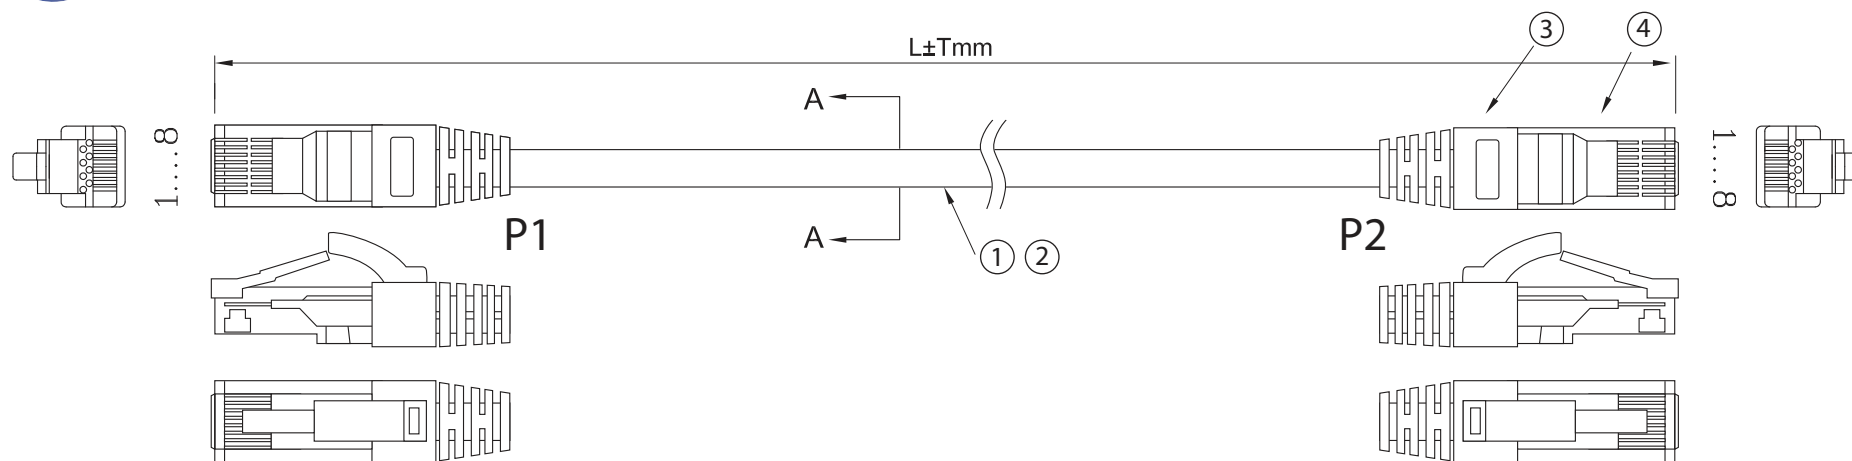 L±Tmm
③ ④
A
1....8
1....8
A
P1
P2
① ②